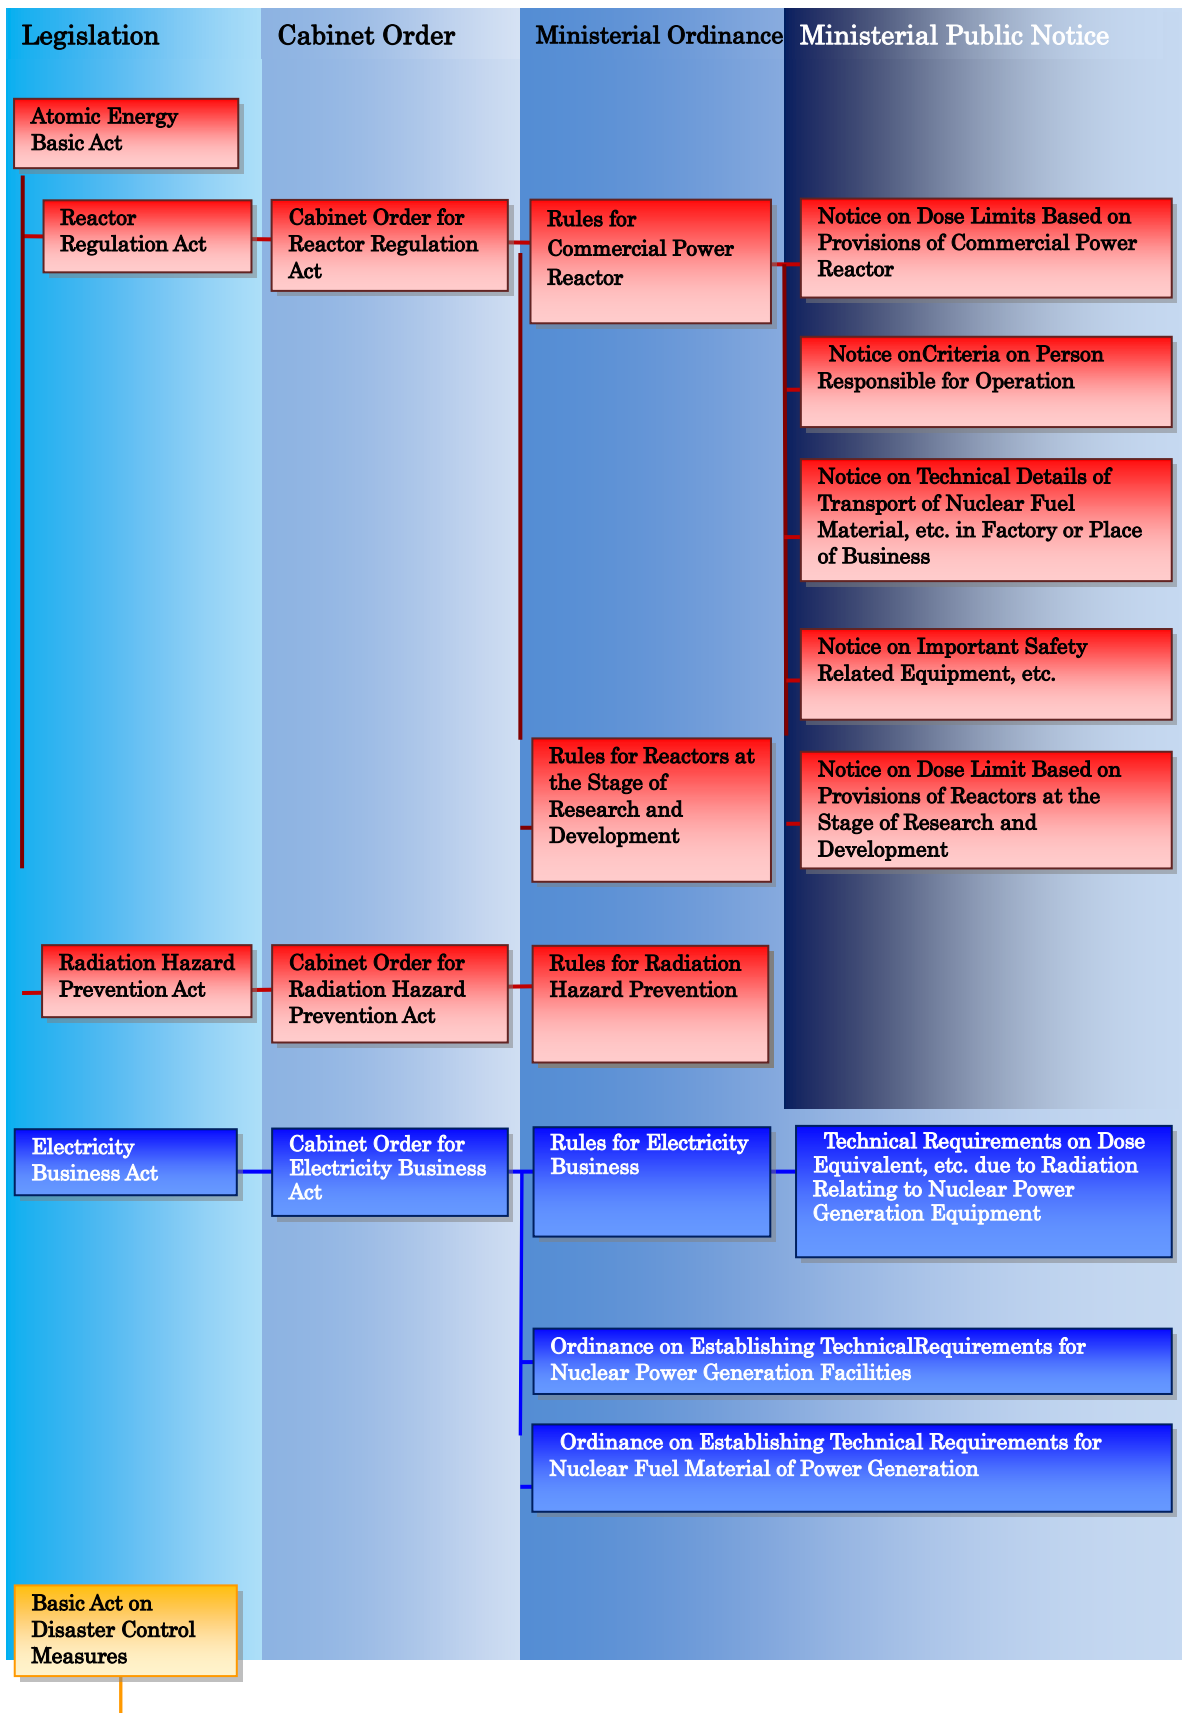 Legislation
Cabinet Order
Ministerial Ordinance
Ministerial Public Notice
Atomic Energy
Basic Act
Reactor
Regulation Act
Cabinet Order for
Reactor Regulation
Act
Rules for
Commercial Power
Reactor
Notice on Dose Limits Based on
Provisions of Commercial Power
Reactor
Notice onCriteria on Person
Responsible for Operation
Notice on Technical Details of
Transport of Nuclear Fuel
Material, etc. in Factory or Place
of Business
Notice on Important Safety
Related Equipment, etc.
Rules for Reactors at
the Stage of
Research and
Development
Notice on Dose Limit Based on
Provisions of Reactors at the
Stage of Research and
Development
Radiation Hazard
Prevention Act
Cabinet Order for
Radiation Hazard
Prevention Act
Rules for Radiation
Hazard Prevention
Electricity
Business Act
Cabinet Order for
Electricity Business
Act
Rules for Electricity
Business
Technical Requirements on Dose
Equivalent, etc. due to Radiation
Relating to Nuclear Power
Generation Equipment
Ordinance on Establishing TechnicalRequirements for
Nuclear Power Generation Facilities
Ordinance on Establishing Technical Requirements for
Nuclear Fuel Material of Power Generation
Basic Act on
Disaster Control
Measures